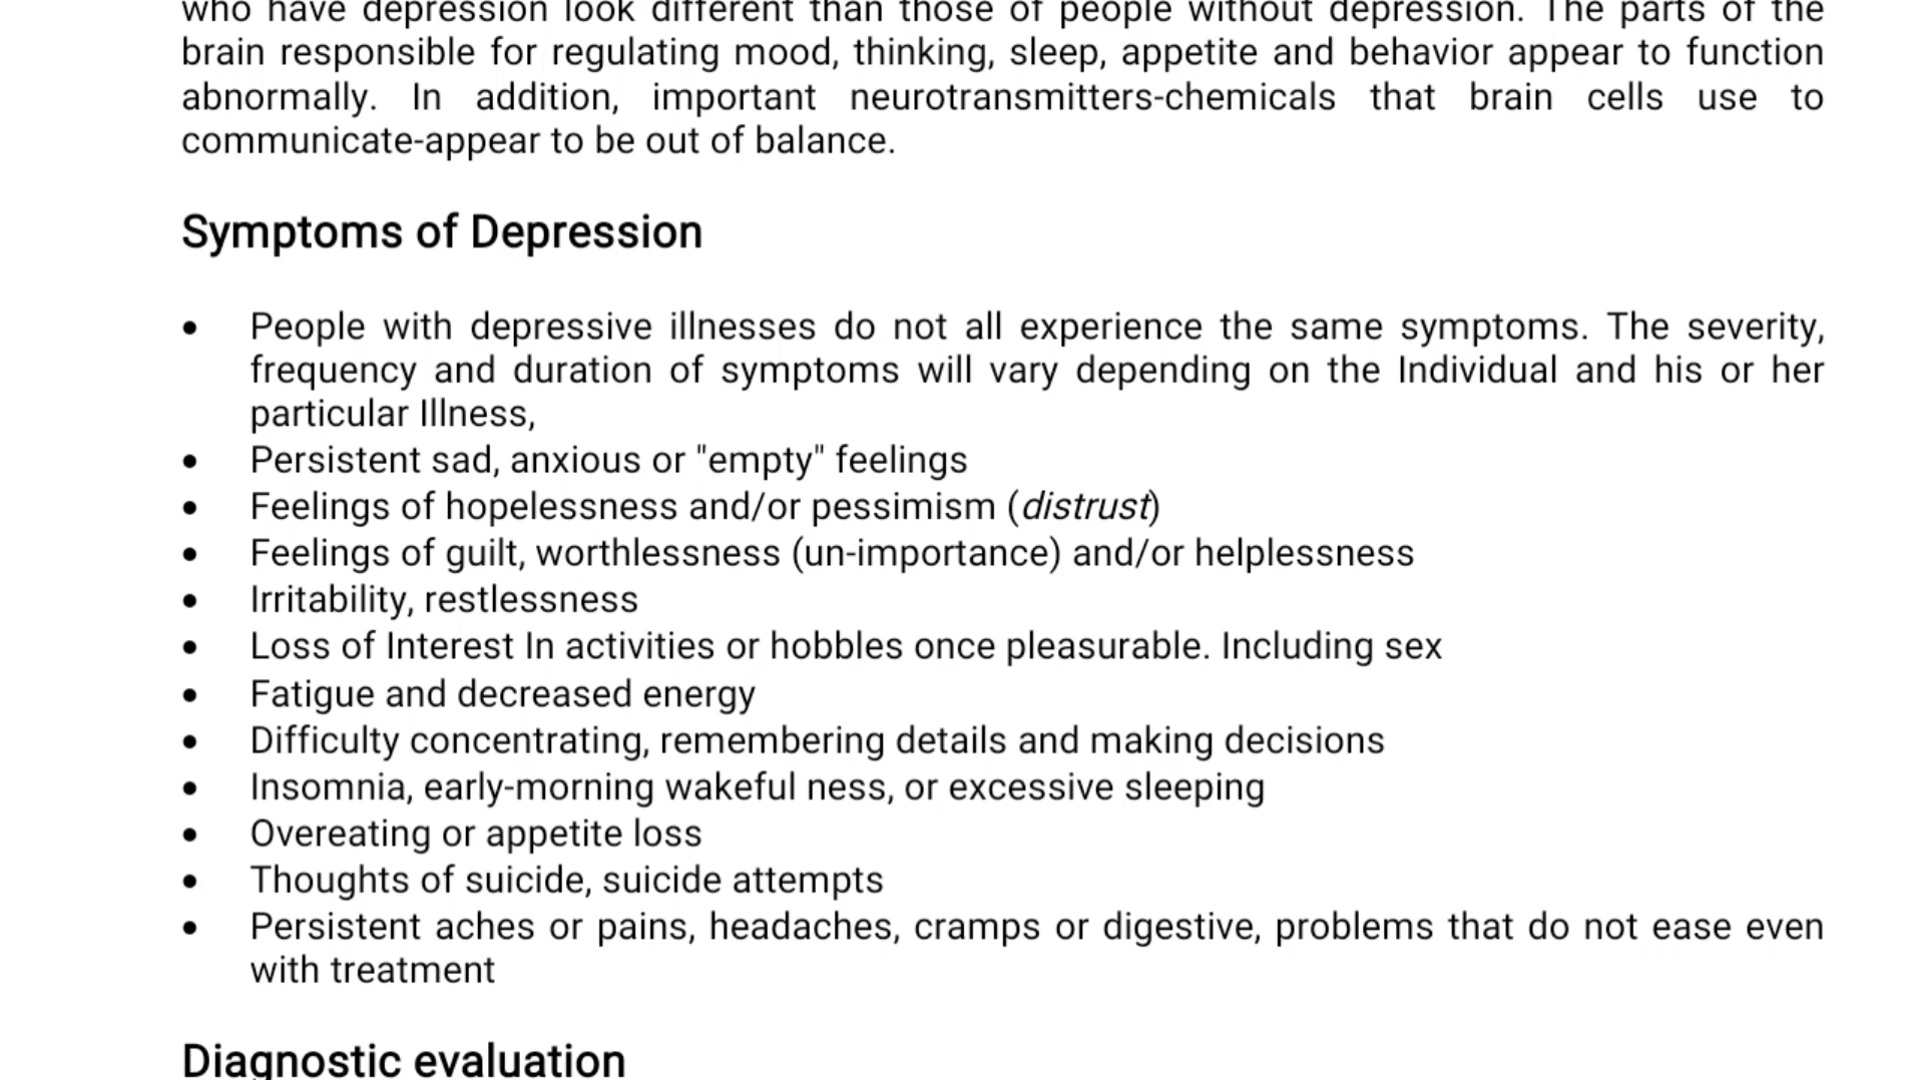 who have depression look different than those of people without depression. The parts of the
brain responsible for regulating mood, thinking, sleep, appetite and behavior appear to function
abnormally. In addition, important neurotransmitters-chemicals that brain cells use to
communicate-appear to be out of balance.
Symptoms of Depression
• People with depressive illnesses do not all experience the same symptoms. The severity,
frequency and duration of symptoms will vary depending on the Individual and his or her
particular Illness,
• Persistent sad, anxious or "empty" feelings
• Feelings of hopelessness and/or pessimism (distrust)
• Feelings of guilt, worthlessness (un-importance) and/or helplessness
• Irritability, restlessness
• Loss of Interest In activities or hobbles once pleasurable. Including sex
• Fatigue and decreased energy
• Difficulty concentrating, remembering details and making decisions
• Insomnia, early-morning wakeful ness, or excessive sleeping
• Overeating or appetite loss
• Thoughts of suicide, suicide attempts
• Persistent aches or pains, headaches, cramps or digestive, problems that do not ease even
with treatment
Diagnostic evaluation